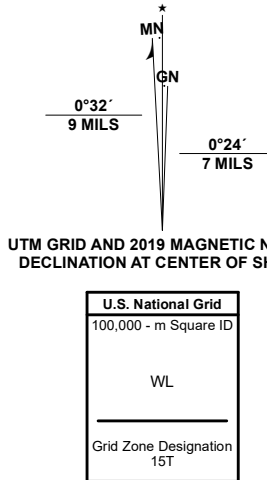 ★
MN
GN
0°32´
9 MILS
0°24´
7 MILS
UTM GRID AND 2019 MAGNETIC
DECLINATION AT CENTER OF
U.S. National Grid
100,000 - m Square ID
WL
Grid Zone Designation
15T